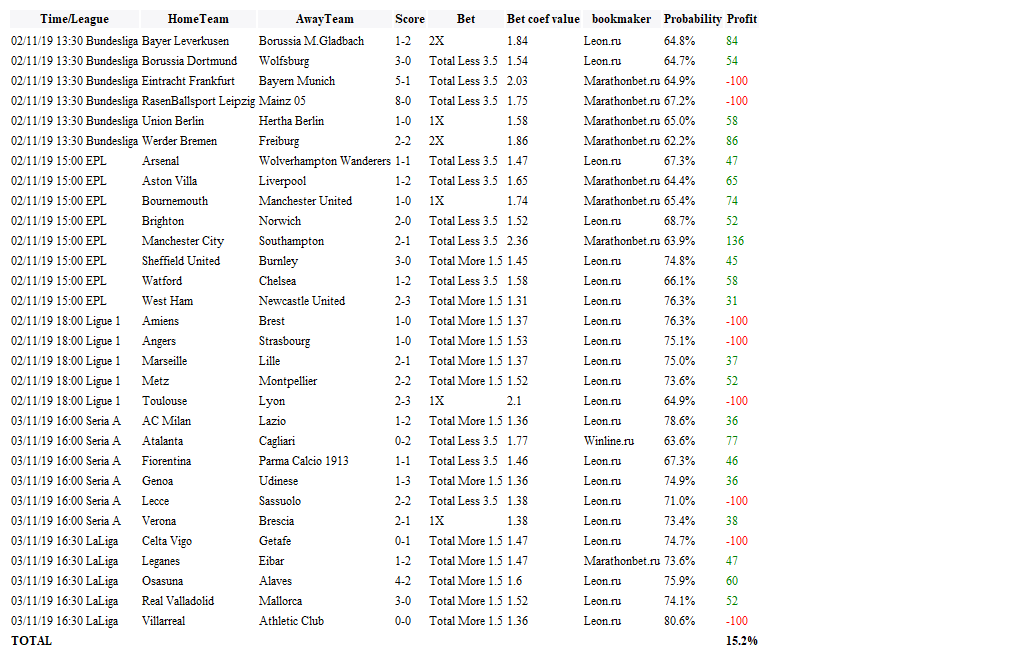 Time/League HomeTeam AwayTeam Score Bet Bet coef value bookmaker Probability Profit
02/11/19 13:30 Bundesliga Bayer Leverkusen Borussia M.Gladbach 1-2 2X 1.84 Leon.ru 64.8% 84
02/11/19 13:30 Bundesliga Borussia Dortmund Wolfsburg 3-0 Total Less 3.5 1.54 Leon.ru 64.7% 54
02/11/19 13:30 Bundesliga Eintracht Frankfurt Bayern Munich 5-1 Total Less 3.5 2.03 Marathonbet.ru 64.9% -100
02/11/19 13:30 Bundesliga RasenBallsport Leipzig Mainz 05 8-0 Total Less 3.5 1.75 Marathonbet.ru 67.2% -100
02/11/19 13:30 Bundesliga Union Berlin Hertha Berlin 1-0 1X 1.58 Marathonbet.ru 65.0% 58
02/11/19 13:30 Bundesliga Werder Bremen Freiburg 2-2 2X 1.86 Marathonbet.ru 62.2% 86
02/11/19 15:00 EPL Arsenal Wolverhampton Wanderers 1-1 Total Less 3.5 1.47 Leon.ru 67.3% 47
02/11/19 15:00 EPL Aston Villa Liverpool 1-2 Total Less 3.5 1.65 Marathonbet.ru 64.4% 65
02/11/19 15:00 EPL Bournemouth Manchester United 1-0 1X 1.74 Marathonbet.ru 65.4% 74
02/11/19 15:00 EPL Brighton Norwich 2-0 Total Less 3.5 1.52 Leon.ru 68.7% 52
02/11/19 15:00 EPL Manchester City Southampton 2-1 Total Less 3.5 2.36 Marathonbet.ru 63.9% 136
02/11/19 15:00 EPL Sheffield United Burnley 3-0 Total More 1.5 1.45 Leon.ru 74.8% 45
02/11/19 15:00 EPL Watford Chelsea 1-2 Total Less 3.5 1.58 Leon.ru 66.1% 58
02/11/19 15:00 EPL West Ham Newcastle United 2-3 Total More 1.5 1.31 Leon.ru 76.3% 31
02/11/19 18:00 Ligue 1 Amiens Brest 1-0 Total More 1.5 1.37 Leon.ru 76.3% -100
02/11/19 18:00 Ligue 1 Angers Strasbourg 1-0 Total More 1.5 1.53 Leon.ru 75.1% -100
02/11/19 18:00 Ligue 1 Marseille Lille 2-1 Total More 1.5 1.37 Leon.ru 75.0% 37
02/11/19 18:00 Ligue 1 Metz Montpellier 2-2 Total More 1.5 1.52 Leon.ru 73.6% 52
02/11/19 18:00 Ligue 1 Toulouse Lyon 2-3 1X 2.1 Leon.ru 64.9% -100
03/11/19 16:00 Seria A AC Milan Lazio 1-2 Total More 1.5 1.36 Leon.ru 78.6% 36
03/11/19 16:00 Seria A Atalanta Cagliari 0-2 Total Less 3.5 1.77 Winline.ru 63.6% 77
03/11/19 16:00 Seria A Fiorentina Parma Calcio 1913 1-1 Total Less 3.5 1.46 Leon.ru 67.3% 46
03/11/19 16:00 Seria A Genoa Udinese 1-3 Total More 1.5 1.36 Leon.ru 74.9% 36
03/11/19 16:00 Seria A Lecce Sassuolo 2-2 Total Less 3.5 1.38 Leon.ru 71.0% -100
03/11/19 16:00 Seria A Verona Brescia 2-1 1X 1.38 Leon.ru 73.4% 38
03/11/19 16:30 LaLiga Celta Vigo Getafe 0-1 Total More 1.5 1.47 Leon.ru 74.7% -100
03/11/19 16:30 LaLiga Leganes Eibar 1-2 Total More 1.5 1.47 Marathonbet.ru 73.6% 47
03/11/19 16:30 LaLiga Osasuna Alaves 4-2 Total More 1.5 1.6 Leon.ru 75.9% 60
03/11/19 16:30 LaLiga Real Valladolid Mallorca 3-0 Total More 1.5 1.52 Leon.ru 74.1% 52
03/11/19 16:30 LaLiga Villarreal Athletic Club 0-0 Total More 1.5 1.36 Leon.ru 80.6% -100
TOTAL 15.2%